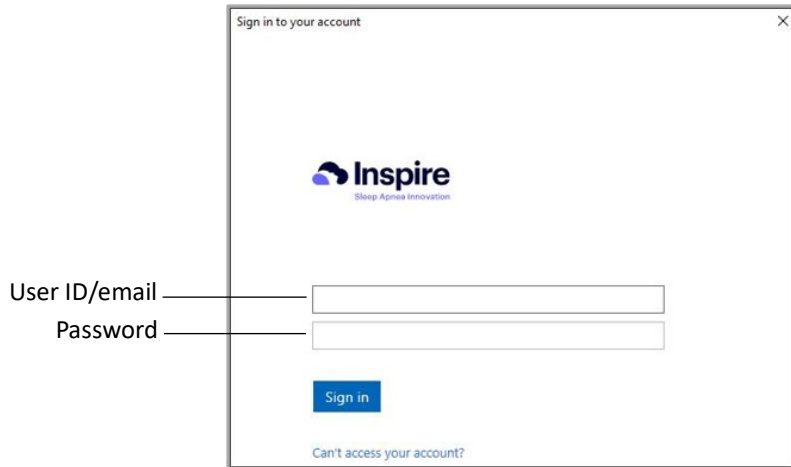 Sign in to your account
Inspire
Sleep Apnea Innovation
User ID/email
Password
Sign in
Can't access your account?